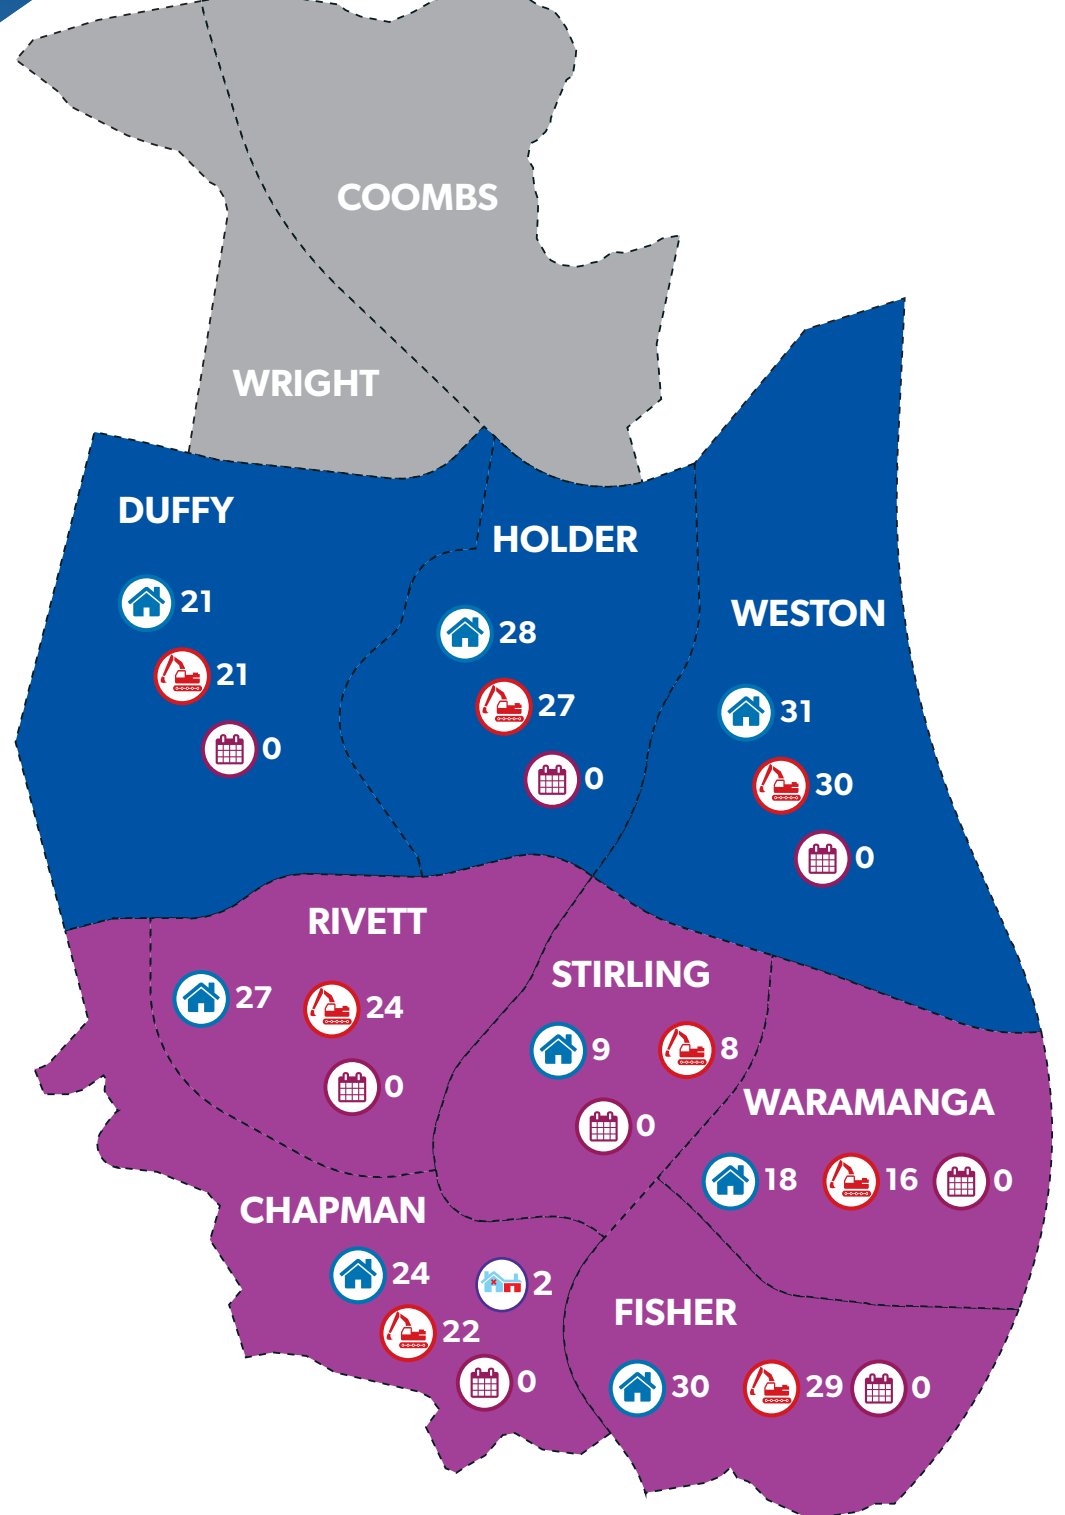 COOMBS
WRIGHT
DUFFY
21
21
0
HOLDER
28
27
0
WESTON
31
30
0
RIVETT
27 24
0
STIRLING
9 8
0
WARAMANGA
18 16 0
CHAPMAN
24 2
22
0
FISHER
30 29 0